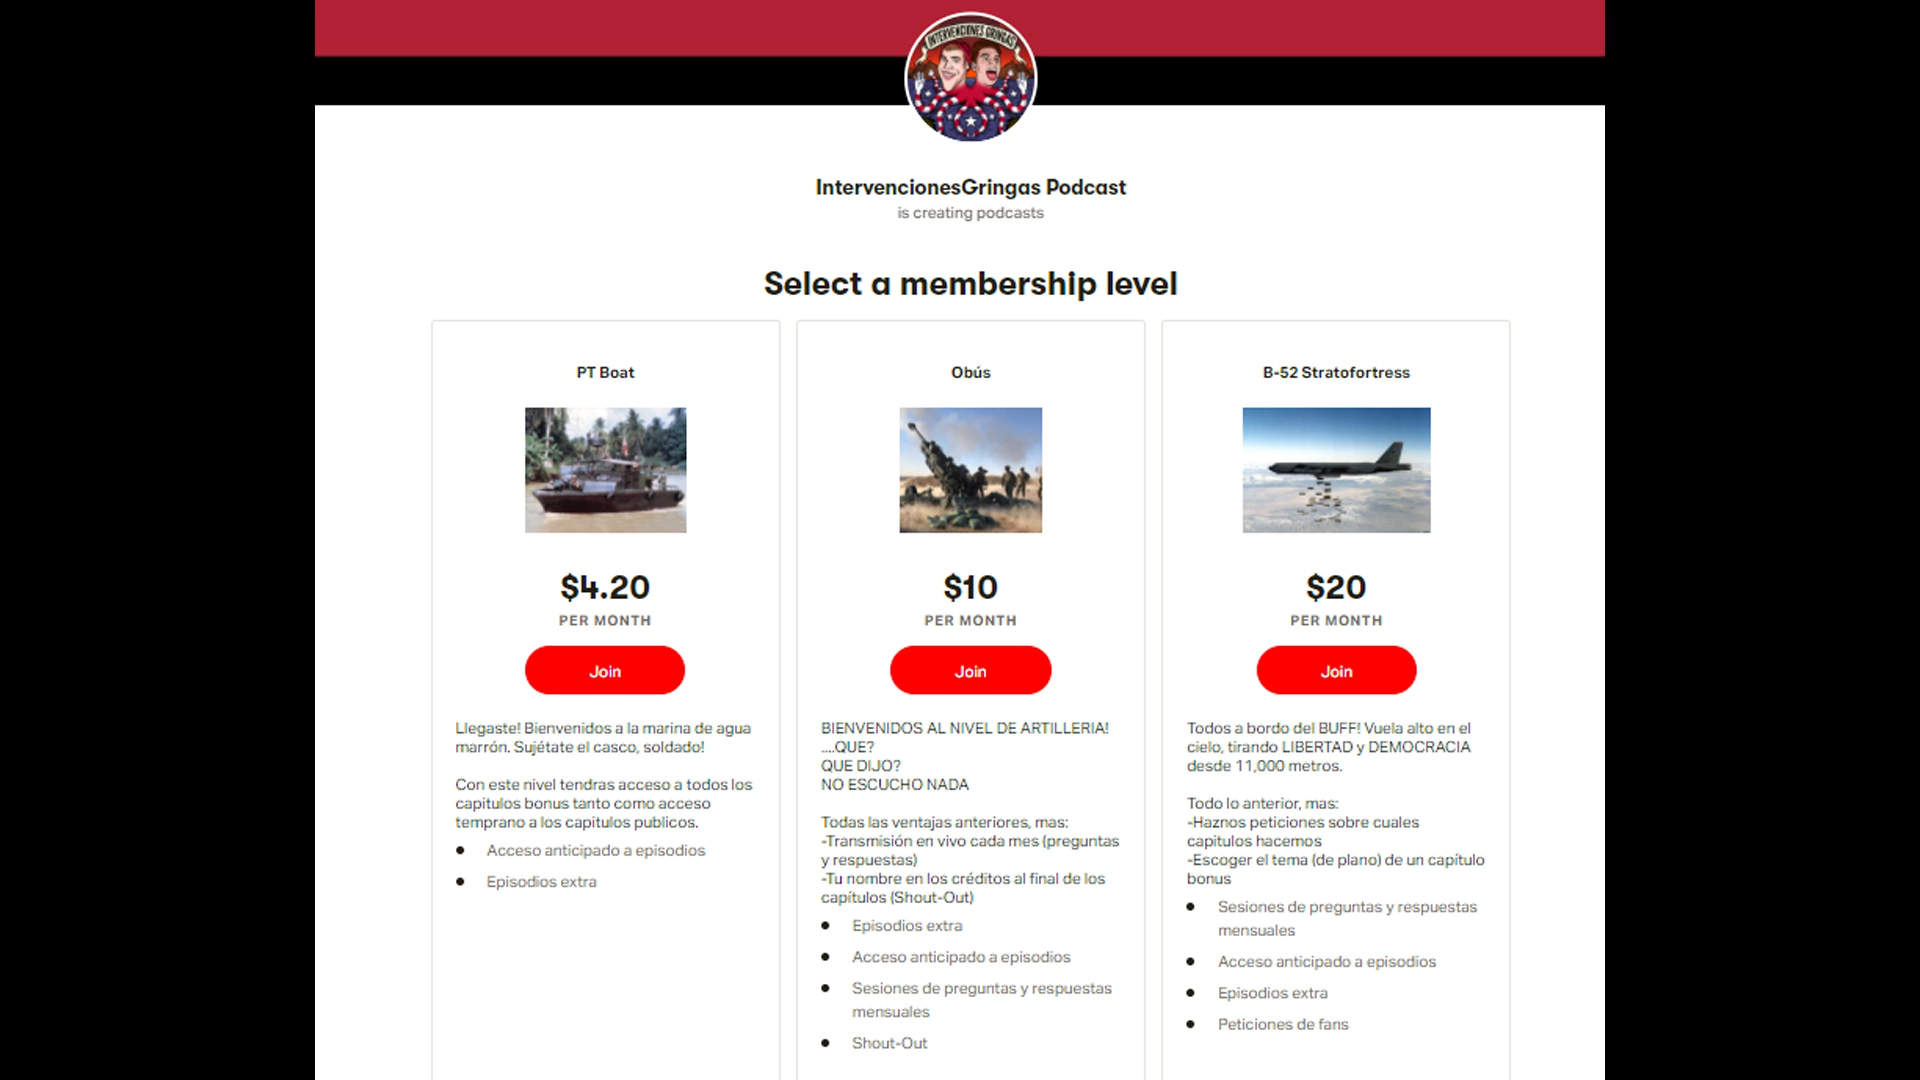 INTERVENCIONES GRINGAS
IntervencionesGringas Podcast
is creating podcasts
Select a membership level
PT Boat
$4.20
PER MONTH
Join
Llegaste! Bienvenidos a la marina de agua
marrón. Sujétate el casco, soldado!
Con este nivel tendras acceso a todos los
capitulos bonus tanto como acceso
temprano a los capitulos publicos.
Acceso anticipado a episodios
Episodios extra
Obús
$10
PER MONTH
Join
BIENVENIDOS AL NIVEL DE ARTILLERIA!
....QUE?
QUE DIJO?
NO ESCUCHO NADA
Todas las ventajas anteriores, mas:
-Transmisión en vivo cada mes (preguntas
y respuestas)
-Tu nombre en los créditos al final de los
capítulos (Shout-Out)
Episodios extra
Acceso anticipado a episodios
Sesiones de preguntas y respuestas
mensuales
Shout-Out
B-52 Stratofortress
$20
PER MONTH
Join
Todos a bordo del BUFF! Vuela alto en el
cielo, tirando LIBERTAD y DEMOCRACIA
desde 11,000 metros.
Todo lo anterior, mas:
-Haznos peticiones sobre cuales
capitulos hacemos
-Escoger el tema (de plano) de un capítulo
bonus
Sesiones de preguntas y respuestas
mensuales
Acceso anticipado a episodios
Episodios extra
Peticiones de fans